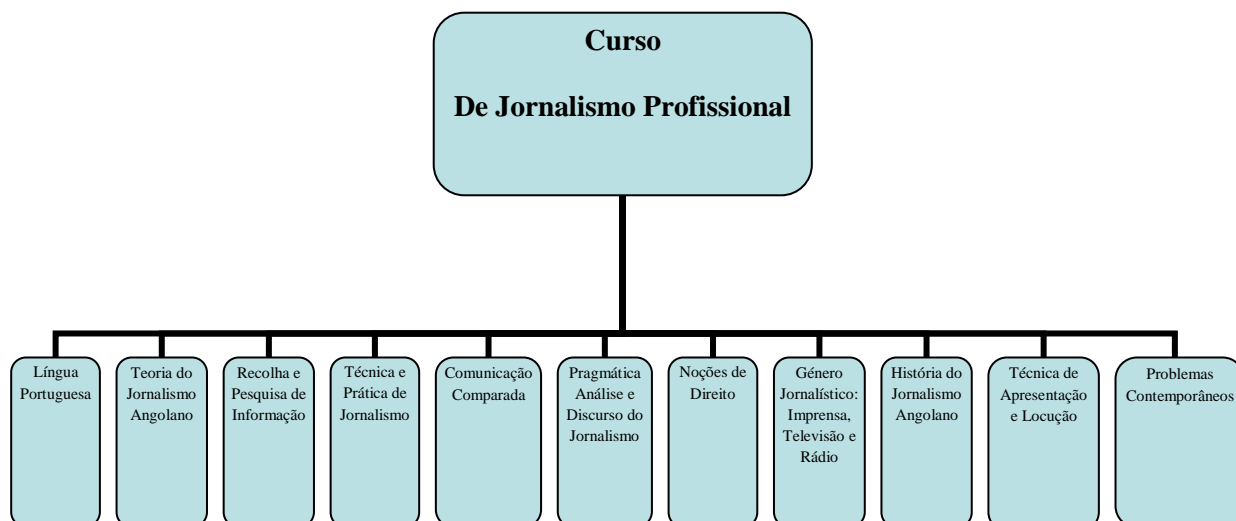 Curso
De Jornalismo Profissional
Língua
Portuguesa
Teoria do
Jornalismo
Angolano
Recolha e
Pesquisa de
Informação
Técnica e
Prática de
Jornalismo
Comunicação
Comparada
Pragmática
Análise e
Discurso do
Jornalismo
Noções de
Direito
Género
Jornalístico:
Imprensa,
Televisão e
Rádio
História do
Jornalismo
Angolano
Técnica de
Apresentação
e Locução
Problemas
Contemporâneos